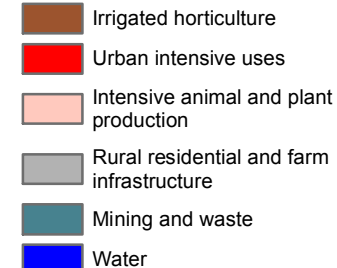 Irrigated horticulture
Urban intensive uses
Intensive animal and plant
production
Rural residential and farm
infrastructure
Mining and waste
Water